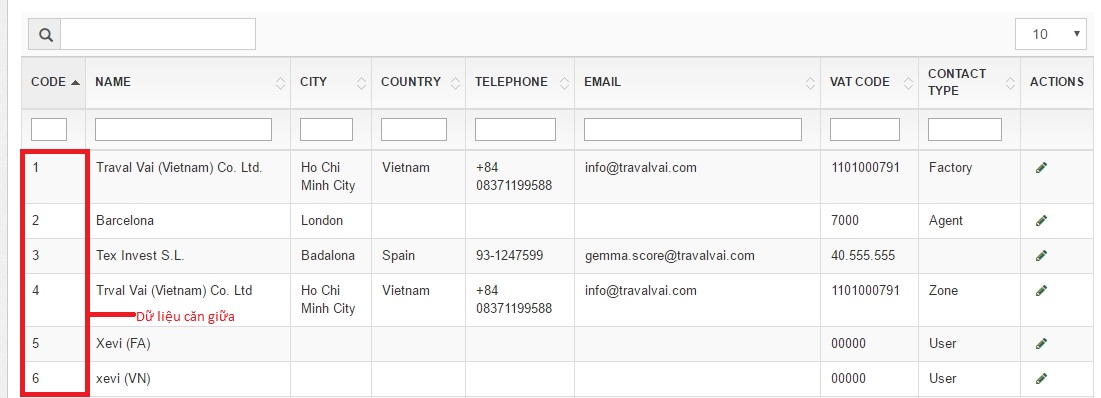 10
CODE NAME CITY COUNTRY TELEPHONE EMAIL VAT CODE CONTACT TYPE ACTIONS
1 Traval Vai (Vietnam) Co. Ltd. Ho Chi Minh City Vietnam +84 08371199588 info@travalvai.com 1101000791 Factory
2 Barcelona London 7000 Agent
3 Tex Invest S.L. Badalona Spain 93-1247599 gemma.score@travalvai.com 40.555.555
4 Trval Vai (Vietnam) Co. Ltd Ho Chi Minh City Vietnam +84 08371199588 info@travalvai.com 1101000791 Zone
Dữ liệu căn giữa
5 Xevi (FA) 00000 User
6 xevi (VN) 00000 User